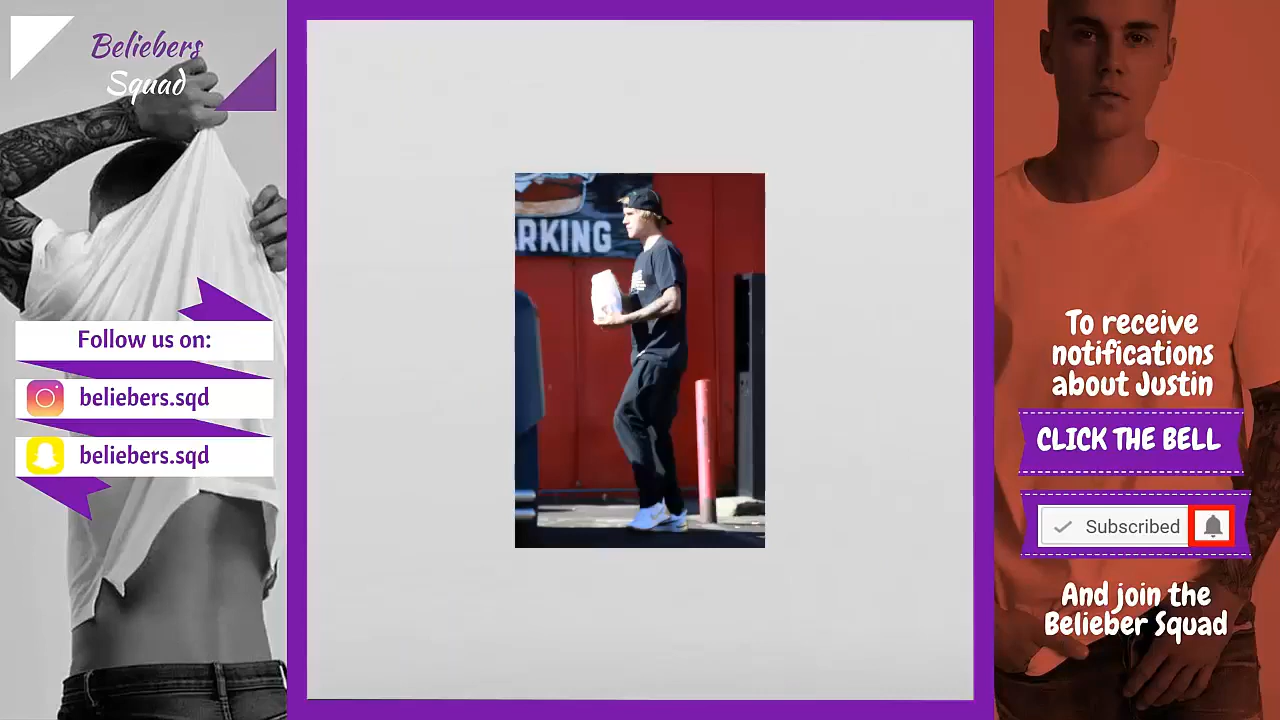 Beliebers
Squad
Follow us on:
beliebers.sqd
beliebers.sqd
ARKING
To receive
notifications
about Justin
CLICK THE BELL
Subscribed
And join the
Belieber Squad